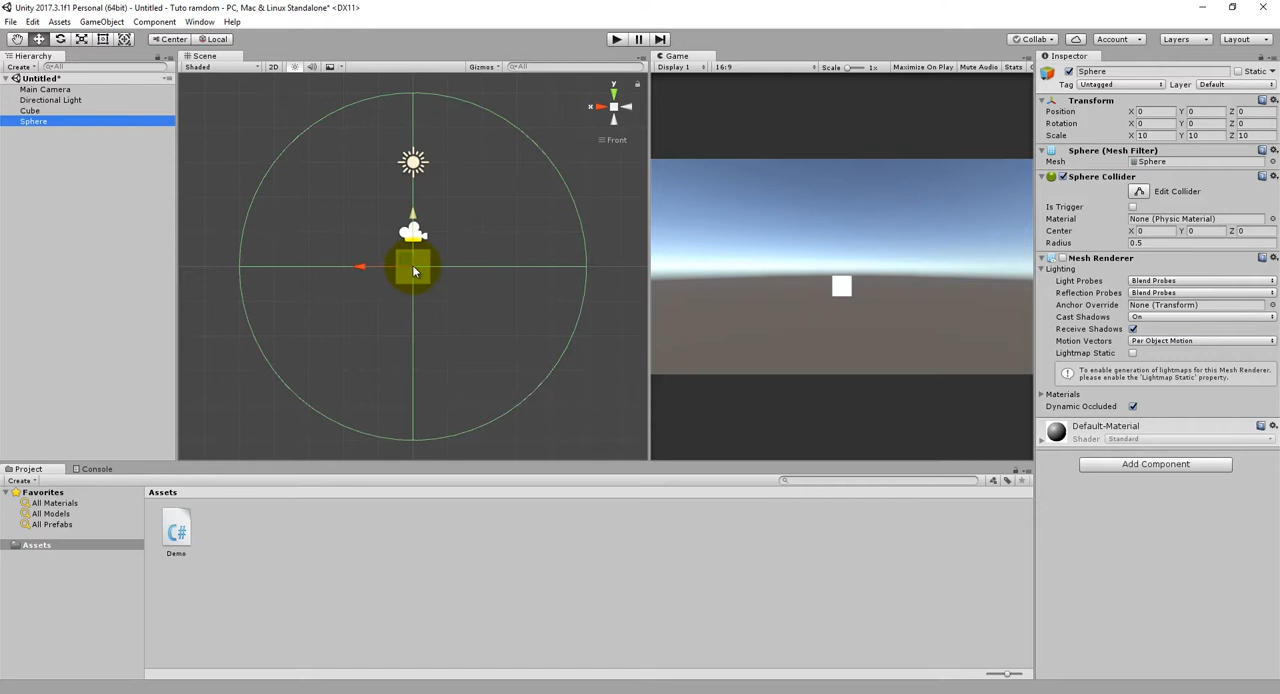 Unity 2017.3.1f1 Personal (64bit) - Untitled - Tuto ramdom - PC, Mac & Linux Standalone* <DX11>
File Edit Assets GameObject Component Window Help
Center Local Collab Account Layers Layout
Hierarchy
Create All
Untitled*
Main Camera
Directional Light
Cube
Sphere
Scene
Shaded 2D Gizmos All
y
x
Front
Game
Display 1 16:9 Scale 1x Maximize On Play Mute Audio Stats
Inspector
Sphere Static
Tag Untagged Layer Default
Transform
Position X 0 Y 0 Z 0
Rotation X 0 Y 0 Z 0
Scale X 10 Y 10 Z 10
Sphere (Mesh Filter)
Mesh Sphere
Sphere Collider
Edit Collider
Is Trigger
Material None (Physic Material)
Center X 0 Y 0 Z 0
Radius 0.5
Mesh Renderer
Lighting
Light Probes Blend Probes
Reflection Probes Blend Probes
Anchor Override None (Transform)
Cast Shadows On
Receive Shadows
Motion Vectors Per Object Motion
Lightmap Static
To enable generation of lightmaps for this Mesh Renderer, please enable the 'Lightmap Static' property.
Materials
Dynamic Occluded
Default-Material
Shader Standard
Add Component
Project Console
Create
Favorites
All Materials
All Models
All Prefabs
Assets
Assets
C#
Demo